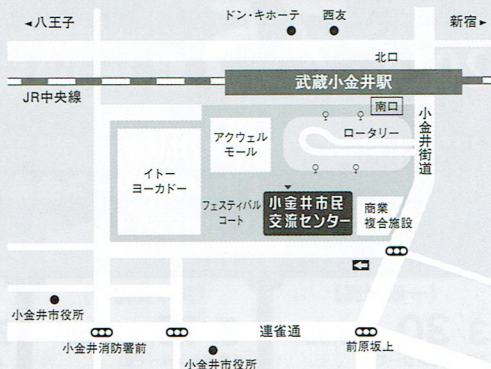 ◄八王子
ドン・キホーテ
西友
新宿►
北口
武蔵小金井駅
JR中央線
南口
小金井街道
ロータリー
アクウェル
モール
イトー
ヨーカドー
フェスティバル
コート
小金井市民
交流センター
商業
複合施設
小金井市役所
連雀通
小金井消防署前
前原坂上
小金井市役所